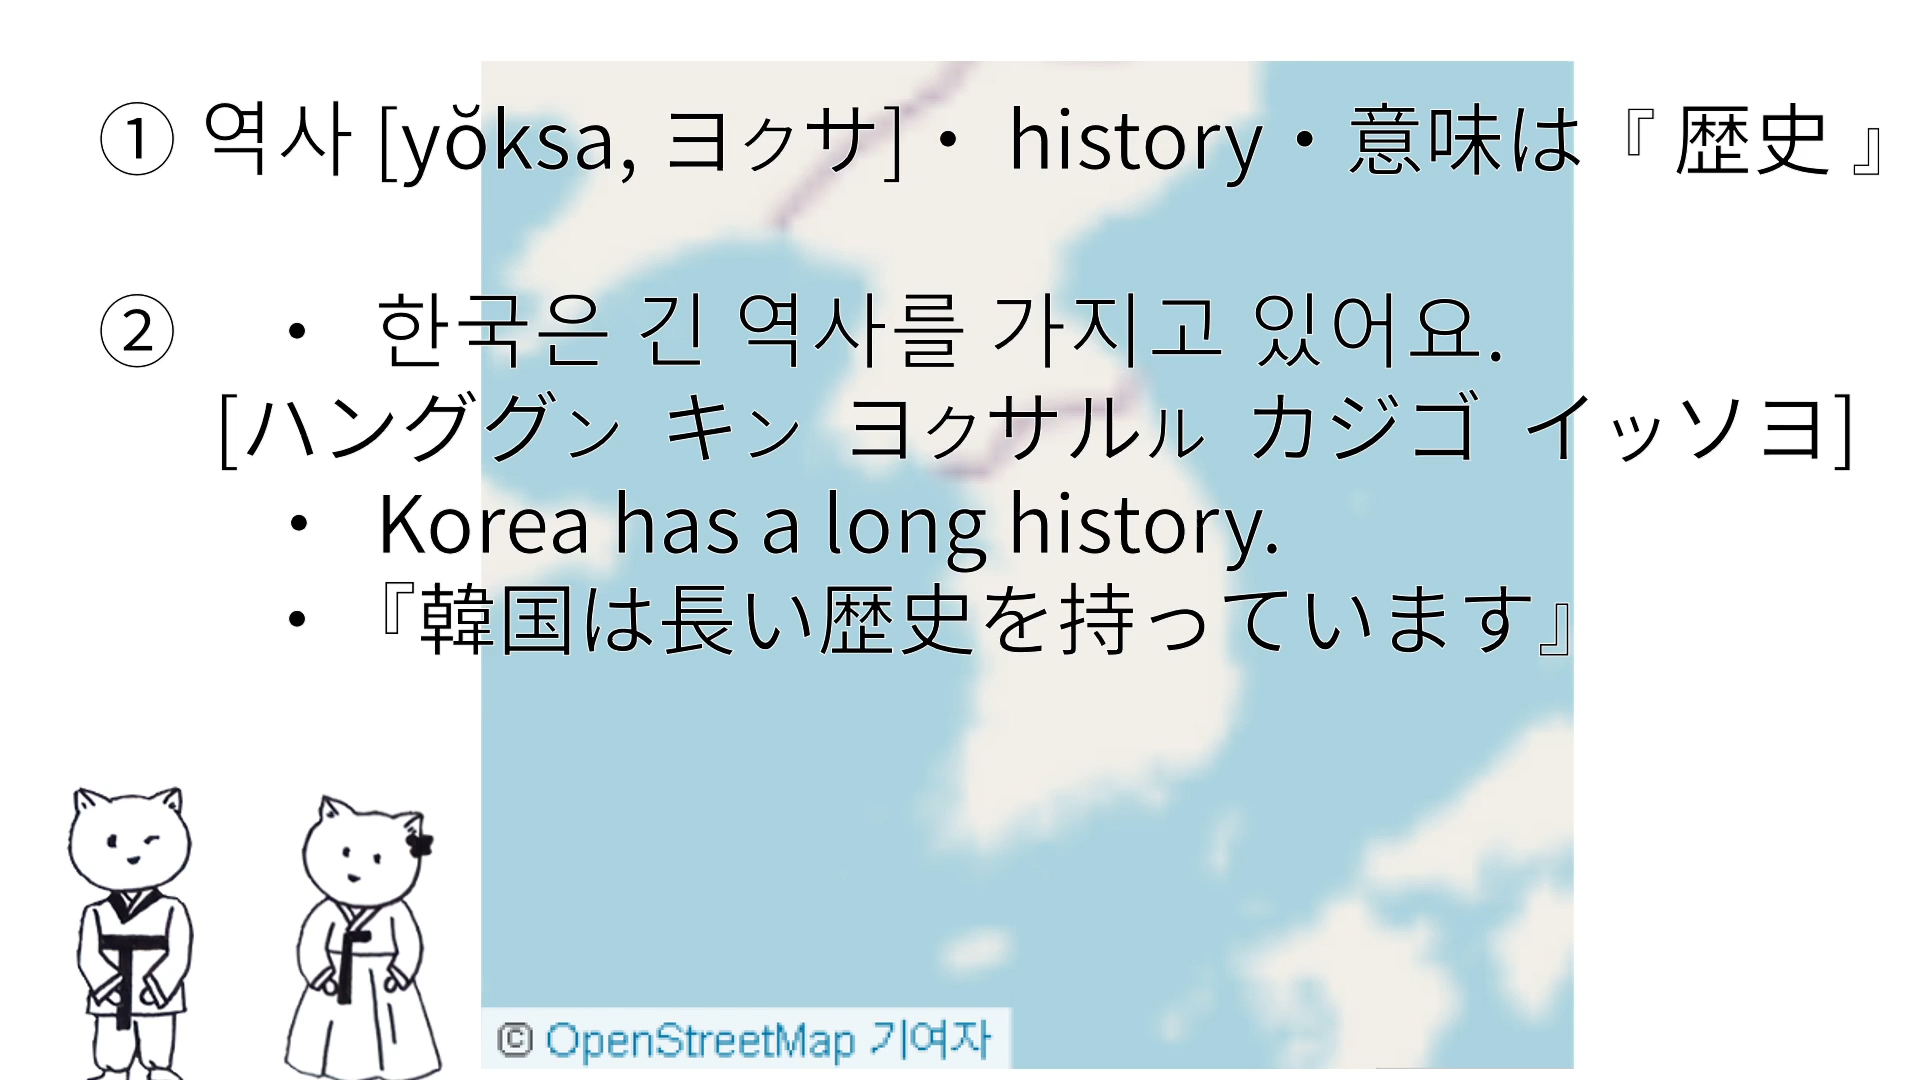 ① 역사 [yŏksa, ヨㇰサ]・ history・意味は『 歴史 』
② ・ 한국은 긴 역사를 가지고 있어요.
[ハンググン キン ヨㇰサルル カジゴ イッソヨ]
・ Korea has a long history.
・ 『韓国は長い歴史を持っています』
© OpenStreetMap 기여자